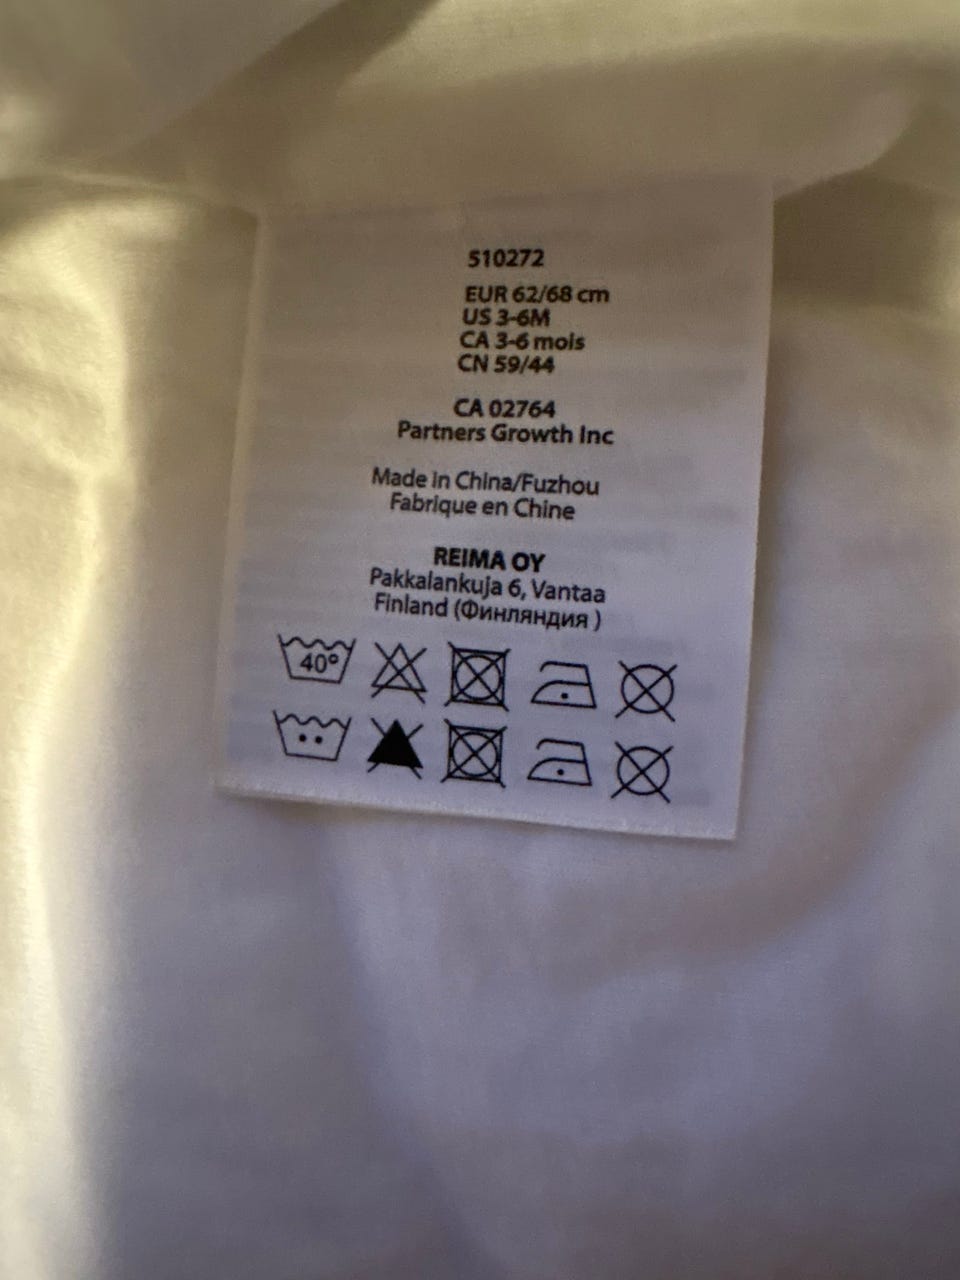 510272
EUR 62/68 cm
US 3-6M
CA 3-6 mois
CN 59/44
CA 02764
Partners Growth Inc
Made in China/Fuzhou
Fabrique en Chine
REIMA OY
Pakkalankuja 6, Vantaa
Finland (Финляндия )
40°